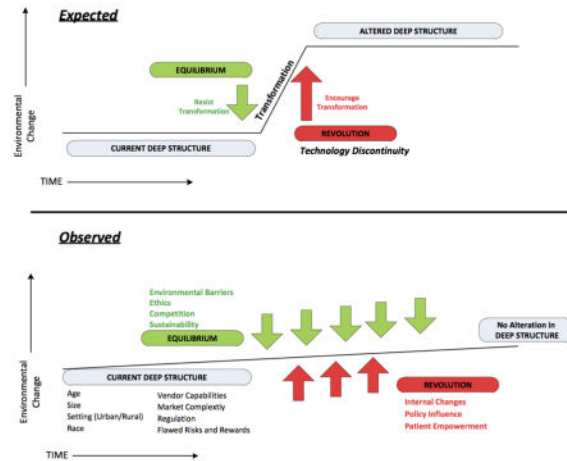 Expected
ALTERED DEEP STRUCTURE
EQUILIBRIUM
Resist
Transformation
Transformation
Encourage
Transformation
REVOLUTION
Technology Discontinuity
CURRENT DEEP STRUCTURE
Environmental
Change
TIME
Observed
Environmental Barriers
Ethics
Competition
Sustainability
EQUILIBRIUM
No Alteration in
DEEP STRUCTURE
CURRENT DEEP STRUCTURE
Age
Size
Setting (Urban/Rural)
Race
Vendor Capabilities
Market Complextly
Regulation
Flawed Risks and Rewards
REVOLUTION
Internal Changes
Policy Influence
Patient Empowerment
Environmental
Change
TIME